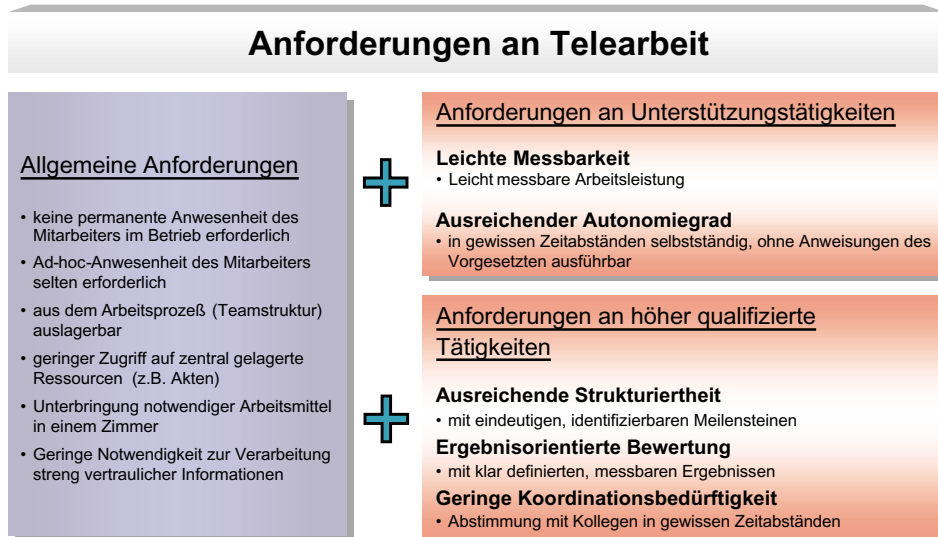 Anforderungen an Telearbeit
Allgemeine Anforderungen
• keine permanente Anwesenheit des
Mitarbeiters im Betrieb erforderlich
• Ad-hoc-Anwesenheit des Mitarbeiters
selten erforderlich
• aus dem Arbeitsprozeß (Teamstruktur)
auslagerbar
• geringer Zugriff auf zentral gelagerte
Ressourcen (z.B. Akten)
• Unterbringung notwendiger Arbeitsmittel
in einem Zimmer
• Geringe Notwendigkeit zur Verarbeitung
streng vertraulicher Informationen
Anforderungen an Unterstützungstätigkeiten
Leichte Messbarkeit
• Leicht messbare Arbeitsleistung
Ausreichender Autonomiegrad
• in gewissen Zeitabständen selbstständig, ohne Anweisungen des
Vorgesetzten ausführbar
Anforderungen an höher qualifizierte
Tätigkeiten
Ausreichende Strukturiertheit
• mit eindeutigen, identifizierbaren Meilensteinen
Ergebnisorientierte Bewertung
• mit klar definierten, messbaren Ergebnissen
Geringe Koordinationsbedürftigkeit
• Abstimmung mit Kollegen in gewissen Zeitabständen